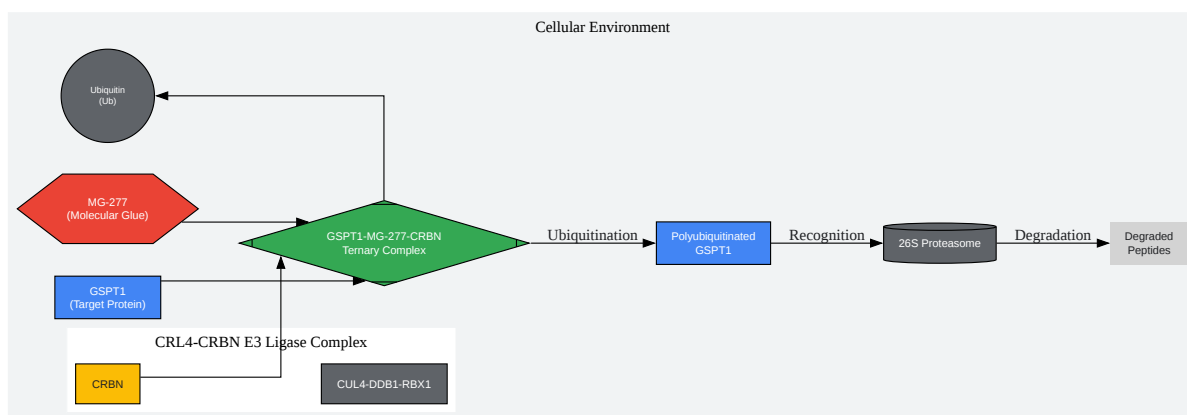 Cellular Environment
Ubiquitin
(Ub)
MG-277
(Molecular Glue)
GSPT1-MG-277-CRBN
Ternary Complex
Ubiquitination
Polyubiquitinated
GSPT1
Recognition
26S Proteasome
Degradation
Degraded
Peptides
GSPT1
(Target Protein)
CRL4-CRBN E3 Ligase Complex
CRBN
CUL4-DDB1-RBX1